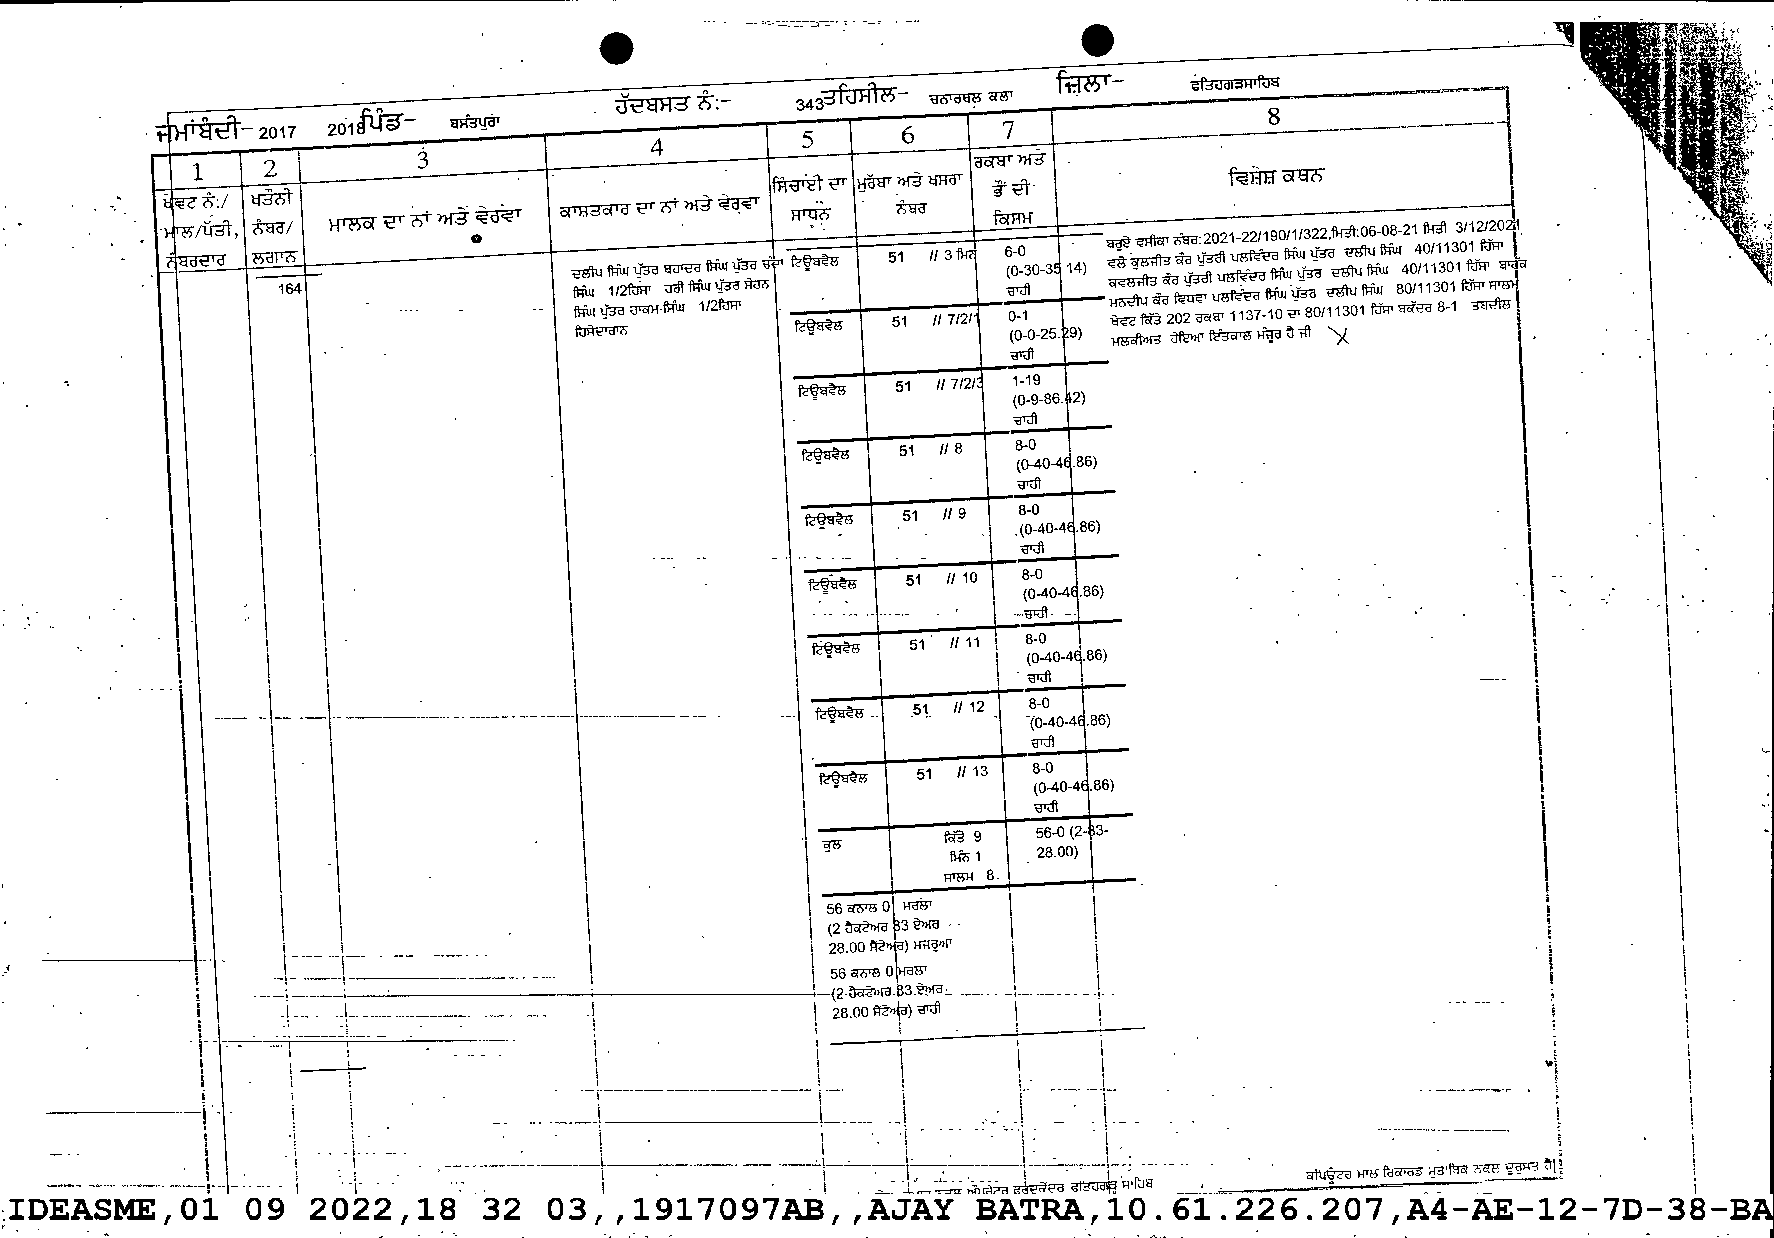 ਜਮਾਂਬੰਦੀ- 2017 2018 ਪਿੰਡ- ਬਸੰਤਪੁਰਾ ਹੱਦਬਸਤ ਨੰ:- 343 ਤਹਿਸੀਲ- ਚਨਾਰਥਲ ਕਲਾ ਜ਼ਿਲਾ- ਫਤਿਹਗੜਸਾਹਿਬ
1 2 3 4 5 6 7 8
ਖੇਵਟ ਨੰ:/ ਮਾਲ/ਪੱਤੀ, ਨੰਬਰਦਾਰ
ਖਤੌਨੀ ਨੰਬਰ/ ਲਗਾਨ
ਮਾਲਕ ਦਾ ਨਾਂ ਅਤੇ ਵੇਰਵਾ
ਕਾਸ਼ਤਕਾਰ ਦਾ ਨਾਂ ਅਤੇ ਵੇਰਵਾ
ਸਿੰਚਾਈ ਦਾ ਸਾਧਨ
ਮੁਰੱਬਾ ਅਤੇ ਖਸਰਾ ਨੰਬਰ
ਰਕਬਾ ਅਤੇ ਭੌਂ ਦੀ ਕਿਸਮ
ਵਿਸ਼ੇਸ਼ ਕਥਨ
164
ਦਲੀਪ ਸਿੰਘ ਪੁੱਤਰ ਬਹਾਦਰ ਸਿੰਘ ਪੁੱਤਰ ਚੰਦਾ
ਸਿੰਘ 1/2ਹਿਸਾ ਹਰੀ ਸਿੰਘ ਪੁੱਤਰ ਸੋਹਨ
ਸਿੰਘ ਪੁੱਤਰ ਹਾਕਮ ਸਿੰਘ 1/2ਹਿਸਾ
ਹਿਸੇਦਾਰਾਨ
ਟਿਊਬਵੈਲ 51 // 3 ਮਿਨ 6-0
(0-30-35.14)
ਚਾਹੀ
ਟਿਊਬਵੈਲ 51 // 7/2/1 0-1
(0-0-25.29)
ਚਾਹੀ
ਟਿਊਬਵੈਲ 51 // 7/2/3 1-19
(0-9-86.42)
ਚਾਹੀ
ਟਿਊਬਵੈਲ 51 // 8 8-0
(0-40-46.86)
ਚਾਹੀ
ਟਿਊਬਵੈਲ 51 // 9 8-0
(0-40-46.86)
ਚਾਹੀ
ਟਿਊਬਵੈਲ 51 // 10 8-0
(0-40-46.86)
ਚਾਹੀ
ਟਿਊਬਵੈਲ 51 // 11 8-0
(0-40-46.86)
ਚਾਹੀ
ਟਿਊਬਵੈਲ 51 // 12 8-0
(0-40-46.86)
ਚਾਹੀ
ਟਿਊਬਵੈਲ 51 // 13 8-0
(0-40-46.86)
ਚਾਹੀ
ਕੁਲ ਕਿੱਤੇ 9 56-0 (2-83-
ਮਿੰਨ 1 28.00)
ਸਾਲਮ 8
56 ਕਨਾਲ 0 ਮਰਲਾ
(2 ਹੈਕਟੇਅਰ 83 ਏਅਰ
28.00 ਸੈਂਟੇਅਰ) ਮਜਰੂਆ
56 ਕਨਾਲ 0 ਮਰਲਾ
(2 ਹੈਕਟੇਅਰ 83 ਏਅਰ
28.00 ਸੈਂਟੇਅਰ) ਚਾਹੀ
ਬਰੂਏ ਵਸੀਕਾ ਨੰਬਰ:2021-22/190/1/322,ਮਿਤੀ:06-08-21 ਮਿਤੀ 3/12/2021
ਵਲੋ ਕੁਲਜੀਤ ਕੌਰ ਪੁੱਤਰੀ ਪਲਵਿੰਦਰ ਸਿੰਘ ਪੁੱਤਰ ਦਲੀਪ ਸਿੰਘ 40/11301 ਹਿੱਸਾ
ਕਵਲਜੀਤ ਕੌਰ ਪੁੱਤਰੀ ਪਲਵਿੰਦਰ ਸਿੰਘ ਪੁੱਤਰ ਦਲੀਪ ਸਿੰਘ 40/11301 ਹਿੱਸਾ ਬਾਹੱਕ
ਮਨਦੀਪ ਕੌਰ ਵਿਧਵਾ ਪਲਵਿੰਦਰ ਸਿੰਘ ਪੁੱਤਰ ਦਲੀਪ ਸਿੰਘ 80/11301 ਹਿੱਸਾ ਸਾਲਮ
ਖੇਵਟ ਕਿੱਤੇ 202 ਰਕਬਾ 1137-10 ਦਾ 80/11301 ਹਿੱਸਾ ਬਕੱਦਰ 8-1 ਤਬਦੀਲ
ਮਲਕੀਅਤ ਹੋਇਆ ਇੰਤਕਾਲ ਮੰਜੂਰ ਹੈ ਜੀ
ਕੰਪਿਊਟਰ ਮਾਲ ਰਿਕਾਰਡ ਮੁਤਾਬਿਕ ਨਕਲ ਦੁਰੁਸਤ ਹੈ|
ਫਰਦਕੇਂਦਰ ਫਤਿਹਗੜ੍ਹ ਸਾਹਿਬ
IDEASME,01 09 2022,18 32 03,,1917097AB,,AJAY BATRA,10.61.226.207,A4-AE-12-7D-38-BA